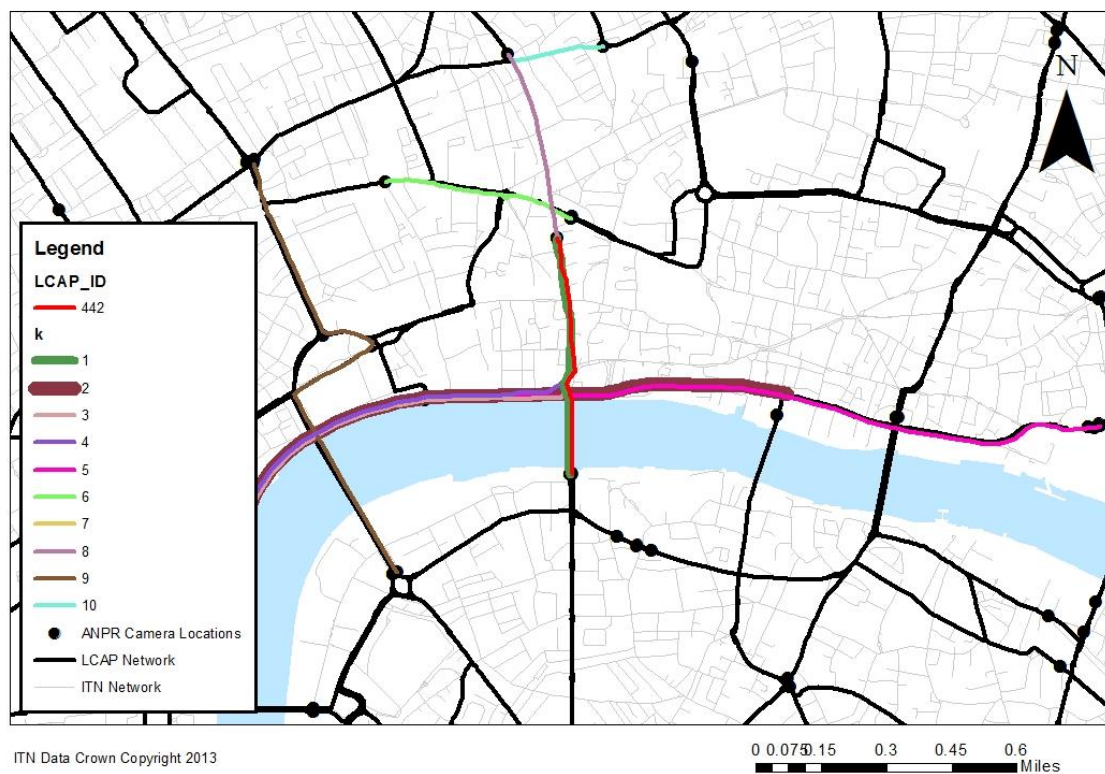 N
Legend
LCAP_ID
442
k
1
2
3
4
5
6
7
8
9
10
ANPR Camera Locations
LCAP Network
ITN Network
ITN Data Crown Copyright 2013
0 0.075 0.15 0.3 0.45 0.6
Miles